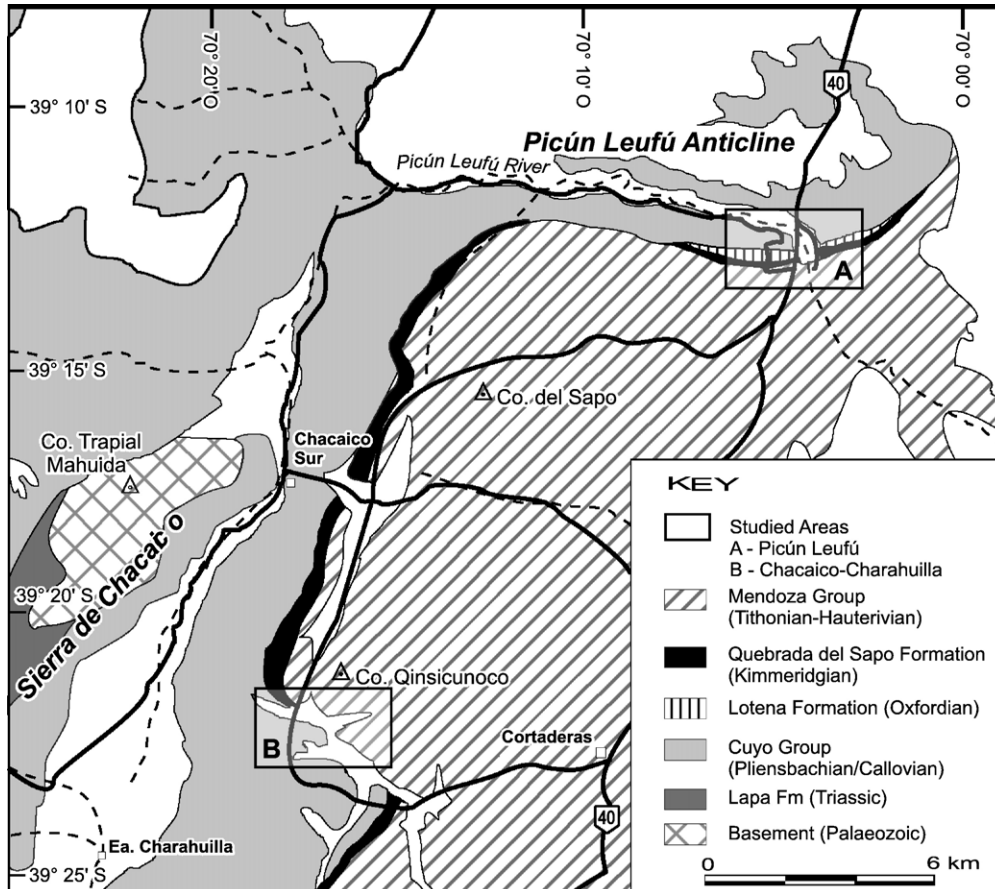 70° 20' O
70° 10' O
70° 00' O
39° 10' S
40
Picún Leufú Anticline
Picún Leufú River
A
39° 15' S
Co. del Sapo
Co. Trapial
Mahuida
Chacaico
Sur
Sierra de Chacaico
39° 20' S
Co. Qinsicunoco
B
Cortaderas
40
Ea. Charahuilla
39° 25' S
KEY
Studied Areas
A - Picún Leufú
B - Chacaico-Charahuilla
Mendoza Group
(Tithonian-Hauterivian)
Quebrada del Sapo Formation
(Kimmeridgian)
Lotena Formation (Oxfordian)
Cuyo Group
(Pliensbachian/Callovian)
Lapa Fm (Triassic)
Basement (Palaeozoic)
0 6 km